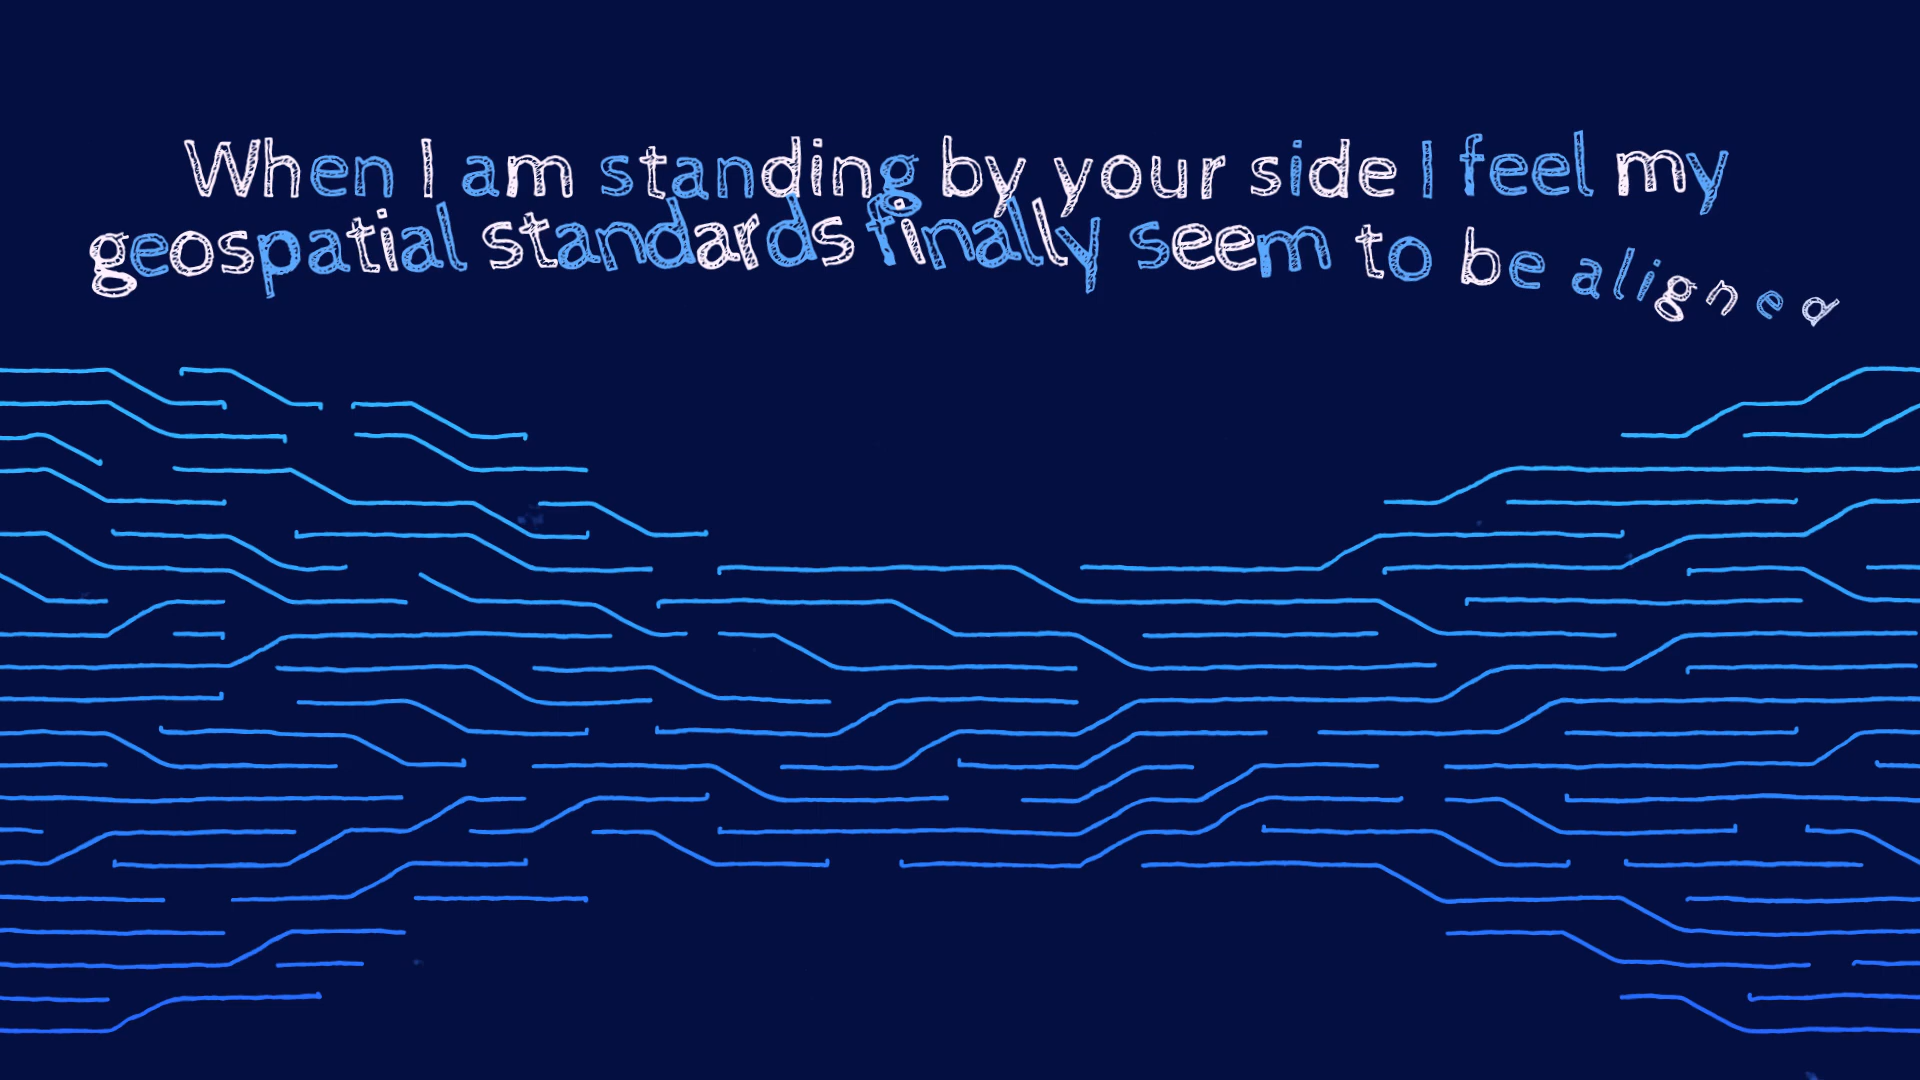 When I am standing by your side I feel my
geospatial standards finally seem to be aligned